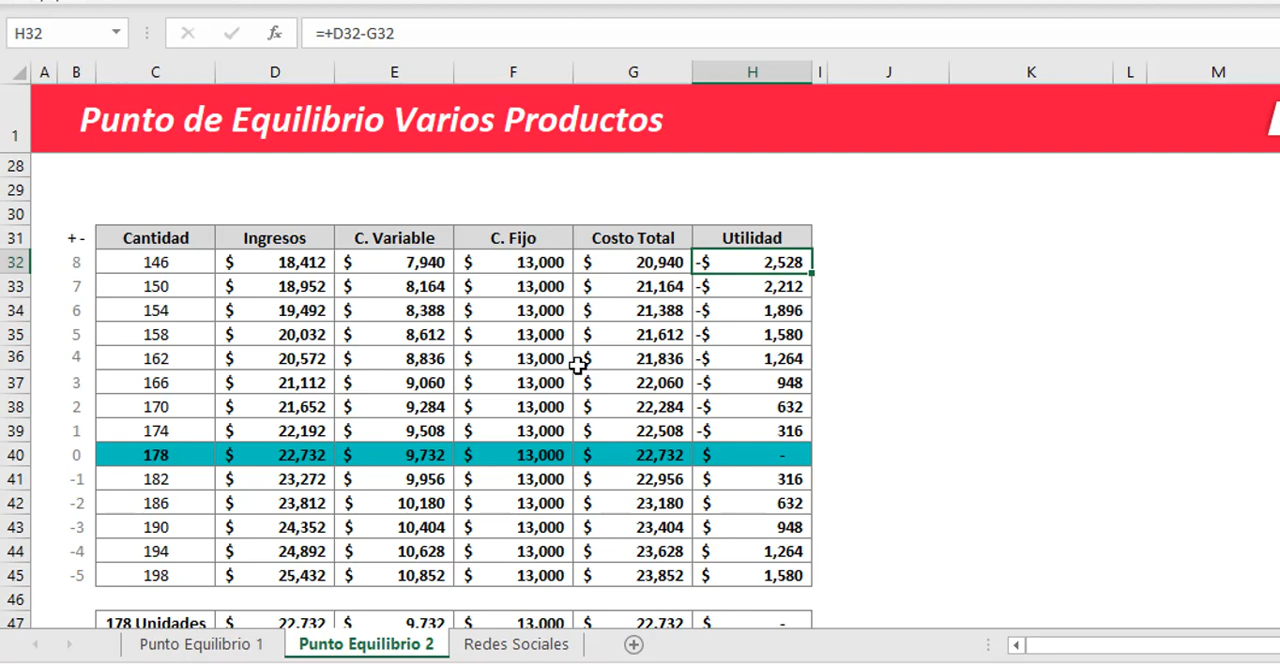 H32 fx =+D32-G32
A B C D E F G H I J K L M
1 Punto de Equilibrio Varios Productos
28
29
30
31 + - Cantidad Ingresos C. Variable C. Fijo Costo Total Utilidad
32 8 146 $ 18,412 $ 7,940 $ 13,000 $ 20,940 -$ 2,528
33 7 150 $ 18,952 $ 8,164 $ 13,000 $ 21,164 -$ 2,212
34 6 154 $ 19,492 $ 8,388 $ 13,000 $ 21,388 -$ 1,896
35 5 158 $ 20,032 $ 8,612 $ 13,000 $ 21,612 -$ 1,580
36 4 162 $ 20,572 $ 8,836 $ 13,000 $ 21,836 -$ 1,264
37 3 166 $ 21,112 $ 9,060 $ 13,000 $ 22,060 -$ 948
38 2 170 $ 21,652 $ 9,284 $ 13,000 $ 22,284 -$ 632
39 1 174 $ 22,192 $ 9,508 $ 13,000 $ 22,508 -$ 316
40 0 178 $ 22,732 $ 9,732 $ 13,000 $ 22,732 $ -
41 -1 182 $ 23,272 $ 9,956 $ 13,000 $ 22,956 $ 316
42 -2 186 $ 23,812 $ 10,180 $ 13,000 $ 23,180 $ 632
43 -3 190 $ 24,352 $ 10,404 $ 13,000 $ 23,404 $ 948
44 -4 194 $ 24,892 $ 10,628 $ 13,000 $ 23,628 $ 1,264
45 -5 198 $ 25,432 $ 10,852 $ 13,000 $ 23,852 $ 1,580
46
47 178 Unidades $ 22,732 $ 9,732 $ 13,000 $ 22,732 $ -
Punto Equilibrio 1 Punto Equilibrio 2 Redes Sociales